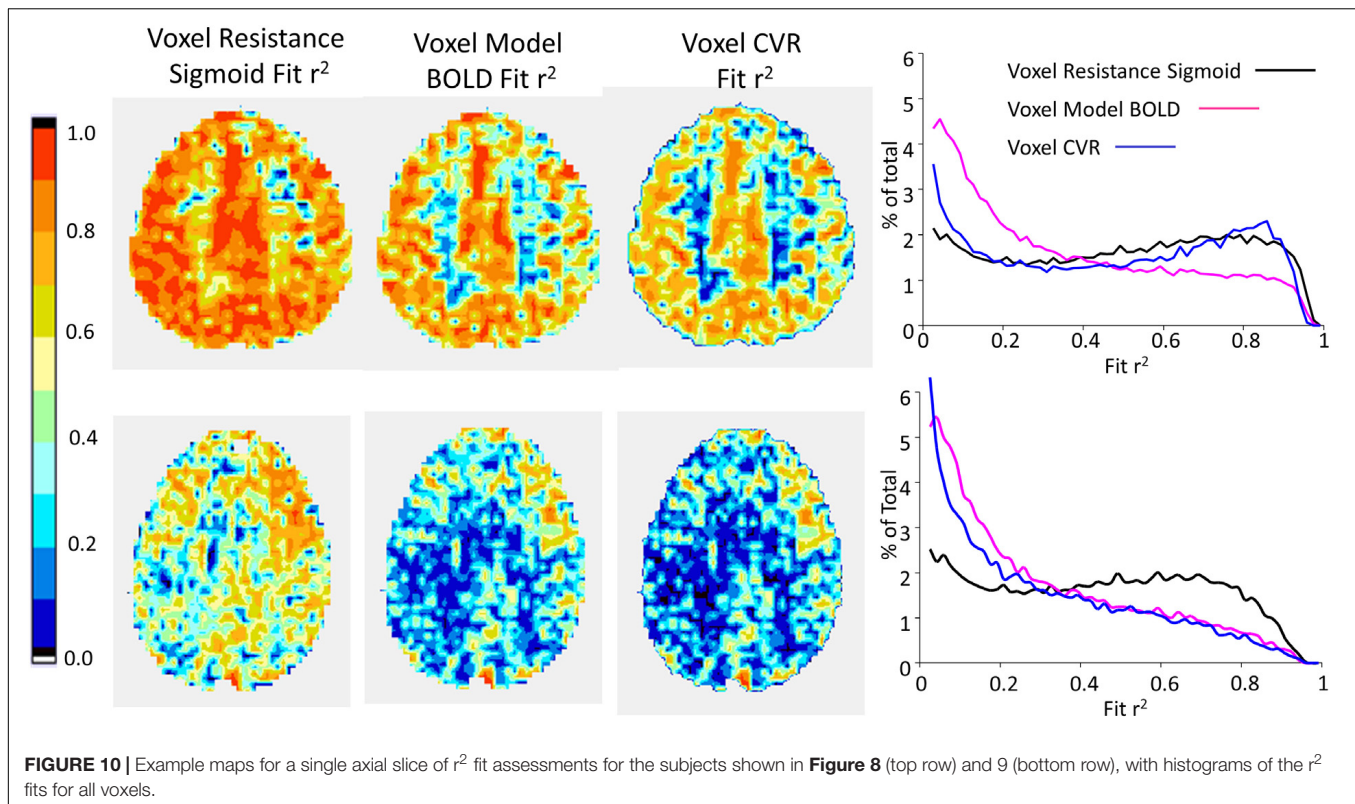 Voxel Resistance
Sigmoid Fit r²
Voxel Model
BOLD Fit r²
Voxel CVR
Fit r²
1.0
0.8
0.6
0.4
0.2
0.0
% of total
6
5
4
3
2
1
0
Voxel Resistance Sigmoid
Voxel Model BOLD
Voxel CVR
0 0.2 0.4 0.6 0.8 1
Fit r²
% of Total
6
5
4
3
2
1
0
0 0.2 0.4 0.6 0.8 1
Fit r²
FIGURE 10 | Example maps for a single axial slice of r² fit assessments for the subjects shown in Figure 8 (top row) and 9 (bottom row), with histograms of the r²
fits for all voxels.